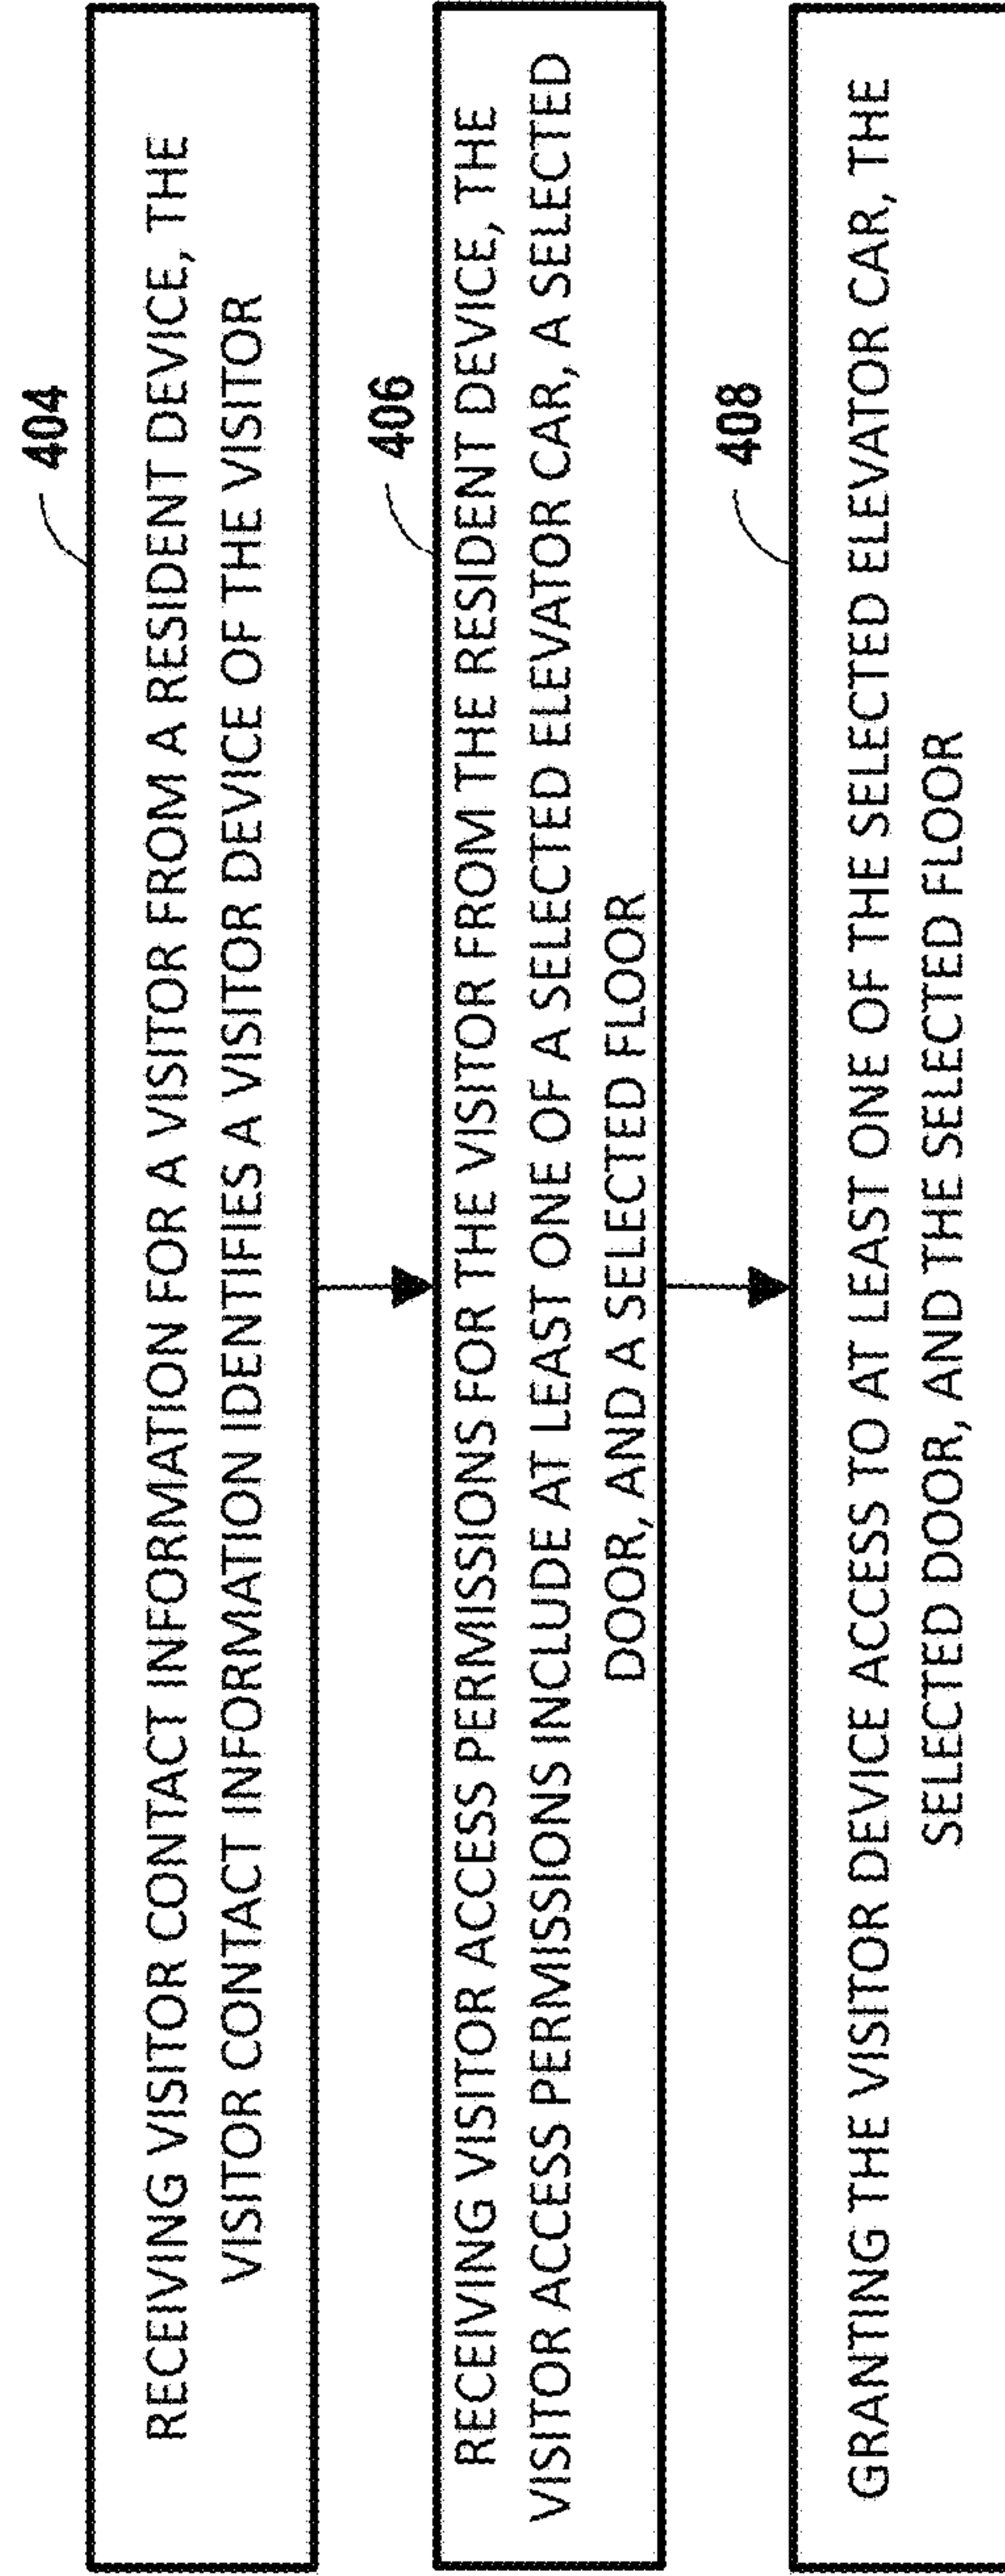 404
RECEIVING VISITOR CONTACT INFORMATION FOR A VISITOR FROM A RESIDENT DEVICE, THE
VISITOR CONTACT INFORMATION IDENTIFIES A VISITOR DEVICE OF THE VISITOR
406
RECEIVING VISITOR ACCESS PERMISSIONS FOR THE VISITOR FROM THE RESIDENT DEVICE, THE
VISITOR ACCESS PERMISSIONS INCLUDE AT LEAST ONE OF A SELECTED ELEVATOR CAR, A SELECTED
DOOR, AND A SELECTED FLOOR
408
GRANTING THE VISITOR DEVICE ACCESS TO AT LEAST ONE OF THE SELECTED ELEVATOR CAR, THE
SELECTED DOOR, AND THE SELECTED FLOOR